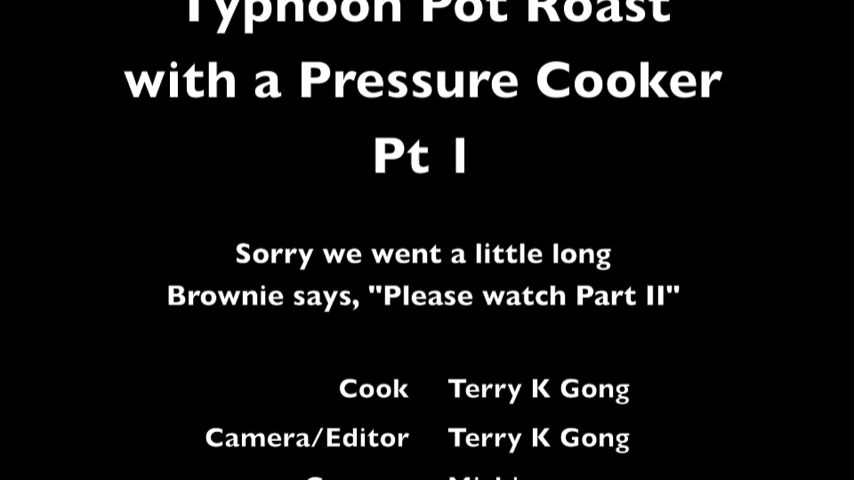 Typhoon Pot Roast
with a Pressure Cooker
Pt 1
Sorry we went a little long
Brownie says, "Please watch Part II"
Cook Terry K Gong
Camera/Editor Terry K Gong